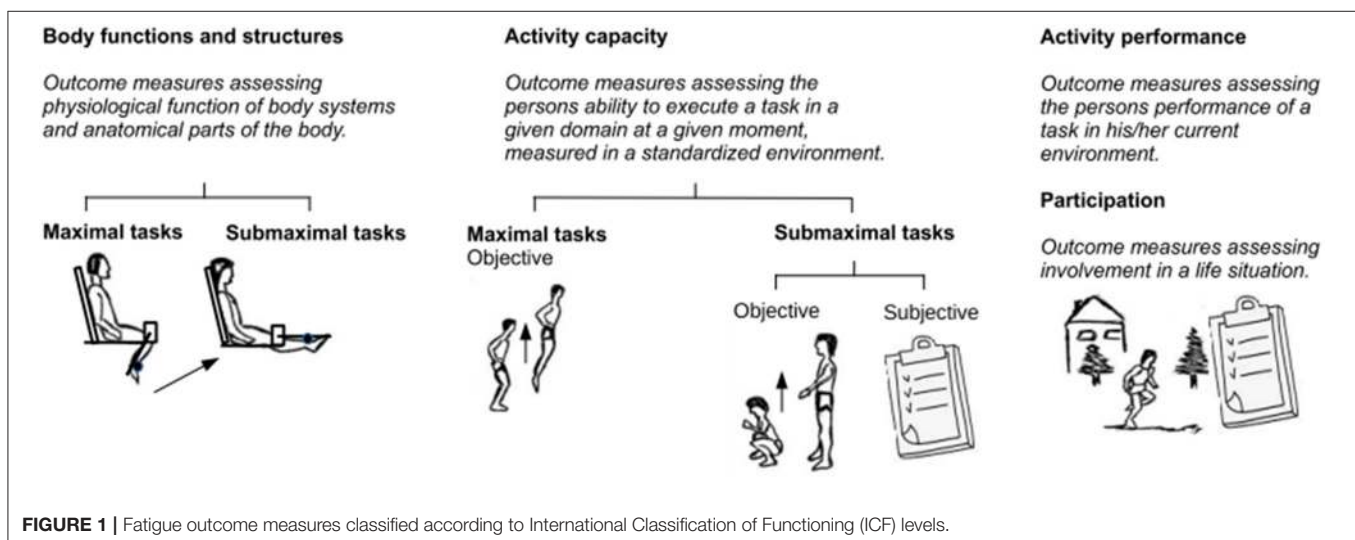 Body functions and structures
Outcome measures assessing
physiological function of body systems
and anatomical parts of the body.
Maximal tasks
Submaximal tasks
Activity capacity
Outcome measures assessing the
persons ability to execute a task in a
given domain at a given moment,
measured in a standardized environment.
Maximal tasks
Objective
Submaximal tasks
Objective
Subjective
Activity performance
Outcome measures assessing
the persons performance of a
task in his/her current
environment.
Participation
Outcome measures assessing
involvement in a life situation.
FIGURE 1 | Fatigue outcome measures classified according to International Classification of Functioning (ICF) levels.